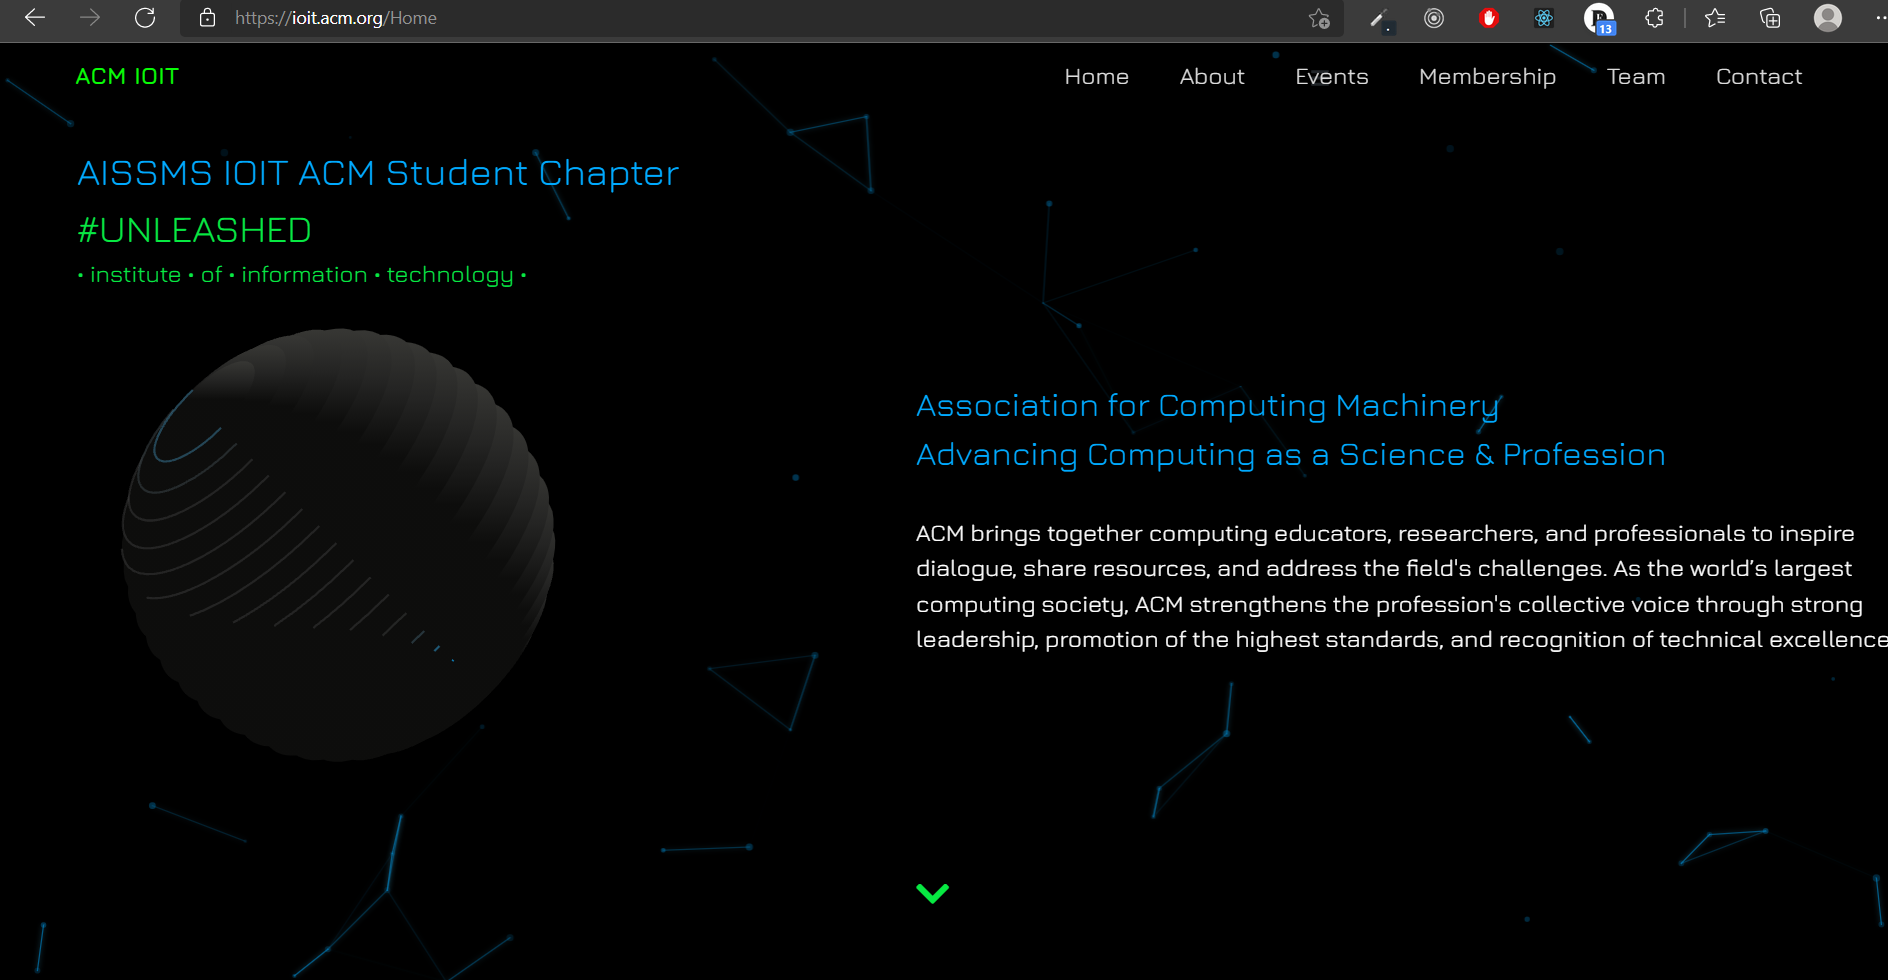 https://ioit.acm.org/Home
13
ACM IOIT
Home About Events Membership Team Contact
AISSMS IOIT ACM Student Chapter
#UNLEASHED
• institute • of • information • technology •
Association for Computing Machinery
Advancing Computing as a Science & Profession
ACM brings together computing educators, researchers, and professionals to inspire
dialogue, share resources, and address the field's challenges. As the world’s largest
computing society, ACM strengthens the profession's collective voice through strong
leadership, promotion of the highest standards, and recognition of technical excellence